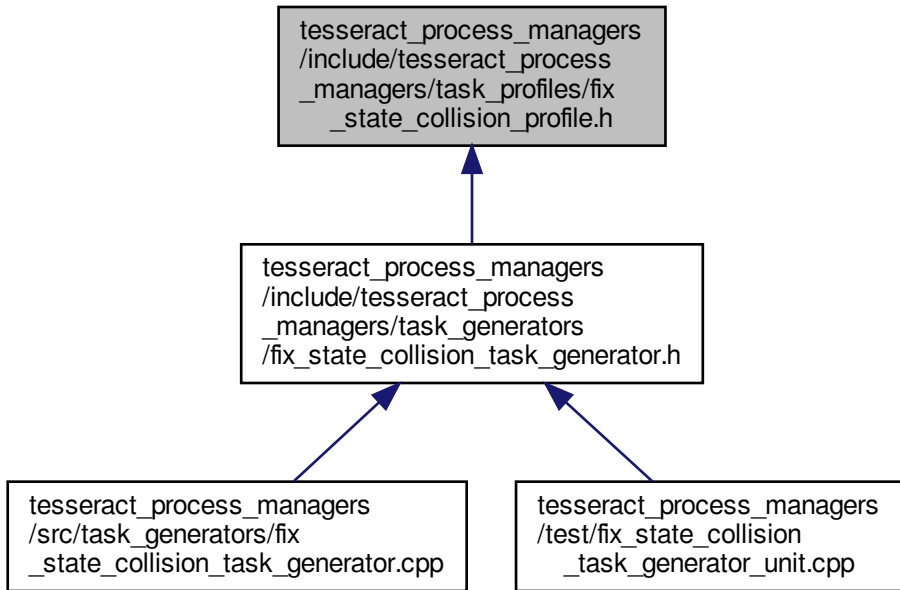 tesseract_process_managers
/include/tesseract_process
_managers/task_profiles/fix
_state_collision_profile.h
tesseract_process_managers
/include/tesseract_process
_managers/task_generators
/fix_state_collision_task_generator.h
tesseract_process_managers
/src/task_generators/fix
_state_collision_task_generator.cpp
tesseract_process_managers
/test/fix_state_collision
_task_generator_unit.cpp